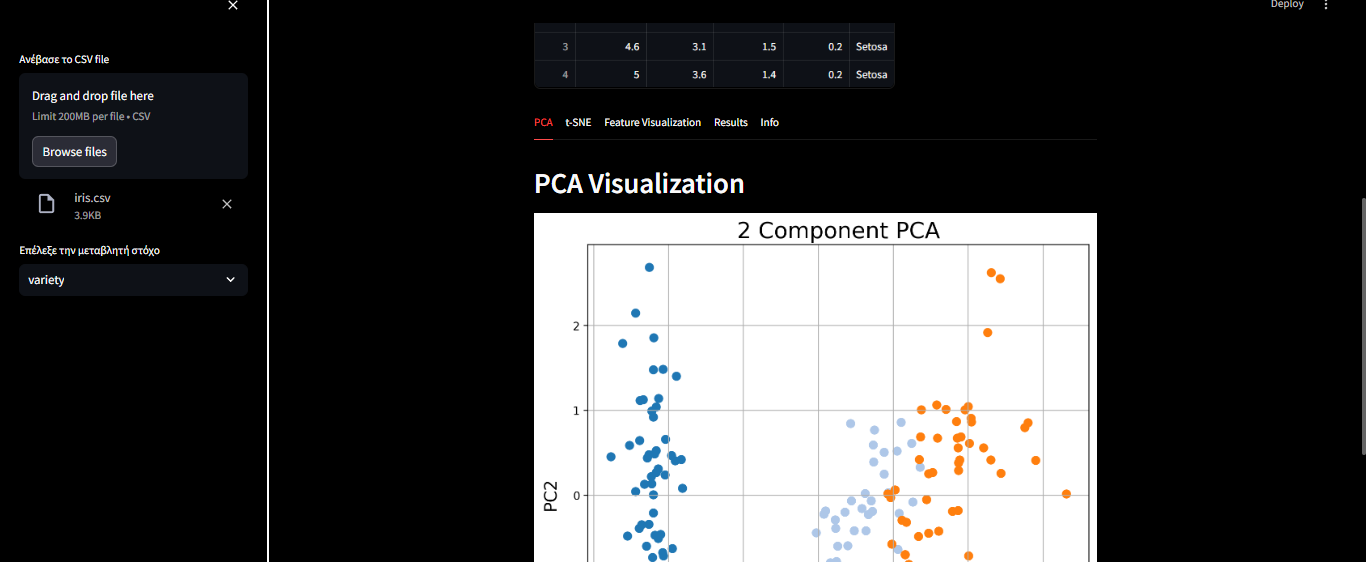 Deploy
Ανέβασε το CSV file
Drag and drop file here
Limit 200MB per file • CSV
Browse files
iris.csv
3.9KB
Επέλεξε την μεταβλητή στόχο
variety
3 4.6 3.1 1.5 0.2 Setosa
4 5 3.6 1.4 0.2 Setosa
PCA t-SNE Feature Visualization Results Info
PCA Visualization
2 Component PCA
2
1
0
PC2